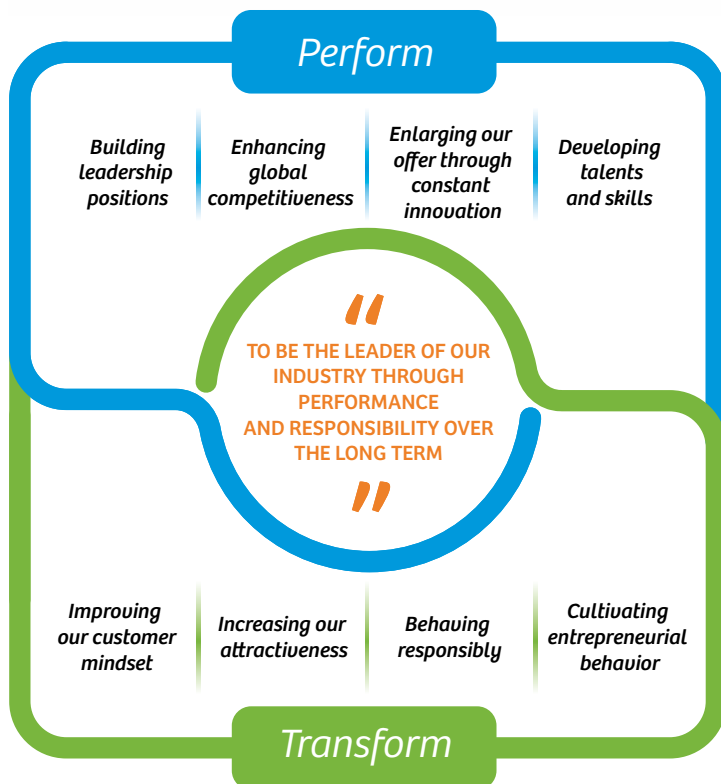 Perform
Building
leadership
positions
Enhancing
global
competitiveness
Enlarging our
offer through
constant
innovation
Developing
talents
and skills
“
TO BE THE LEADER OF OUR
INDUSTRY THROUGH
PERFORMANCE
AND RESPONSIBILITY OVER
THE LONG TERM
”
Improving
our customer
mindset
Increasing our
attractiveness
Behaving
responsibly
Cultivating
entrepreneurial
behavior
Transform